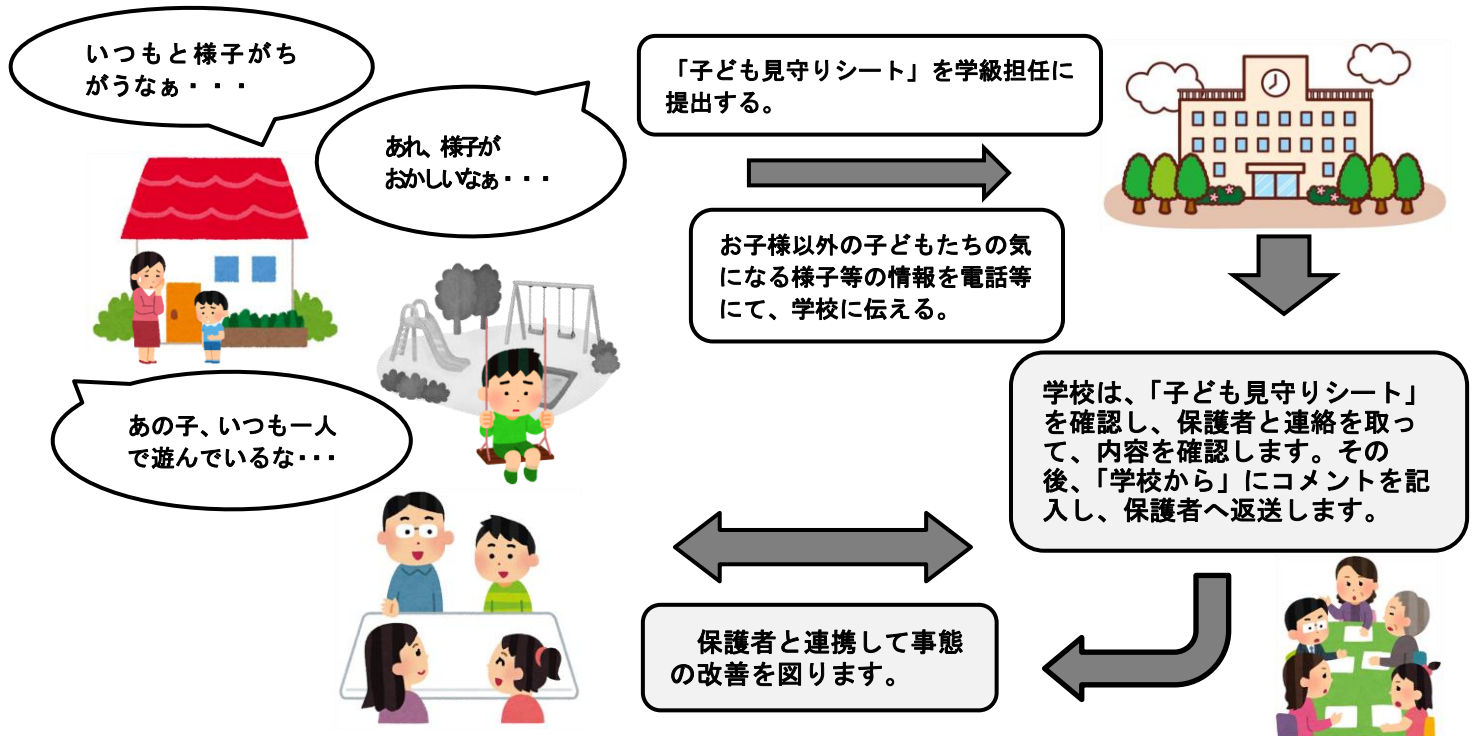 いつもと様子がち
がうなぁ・・・
あれ、様子が
おかしいなぁ・・・
「子ども見守りシート」を学級担任に
提出する。
お子様以外の子どもたちの気
になる様子等の情報を電話等
にて、学校に伝える。
あの子、いつも一人
で遊んでいるな・・・
学校は、「子ども見守りシート」
を確認し、保護者と連絡を取っ
て、内容を確認します。その
後、「学校から」にコメントを記
入し、保護者へ返送します。
保護者と連携して事態
の改善を図ります。